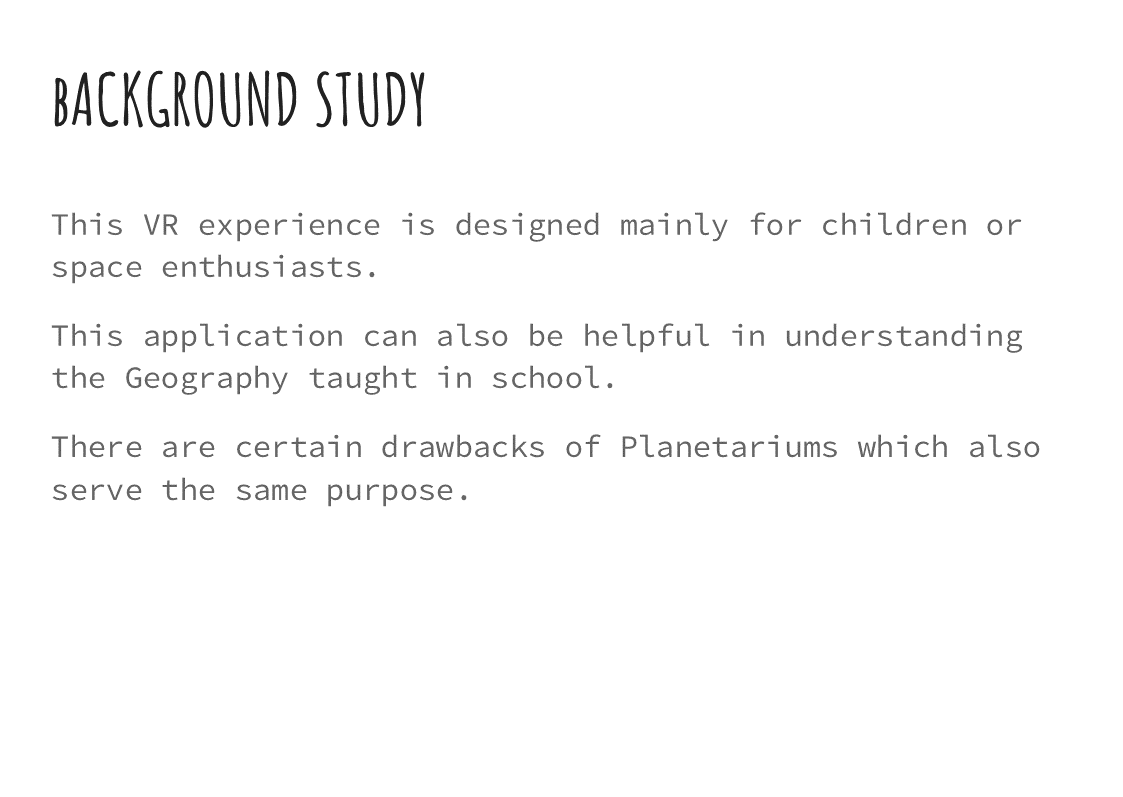 BACKGROUND STUDY
This VR experience is designed mainly for children or
space enthusiasts.
This application can also be helpful in understanding
the Geography taught in school.
There are certain drawbacks of Planetariums which also
serve the same purpose.